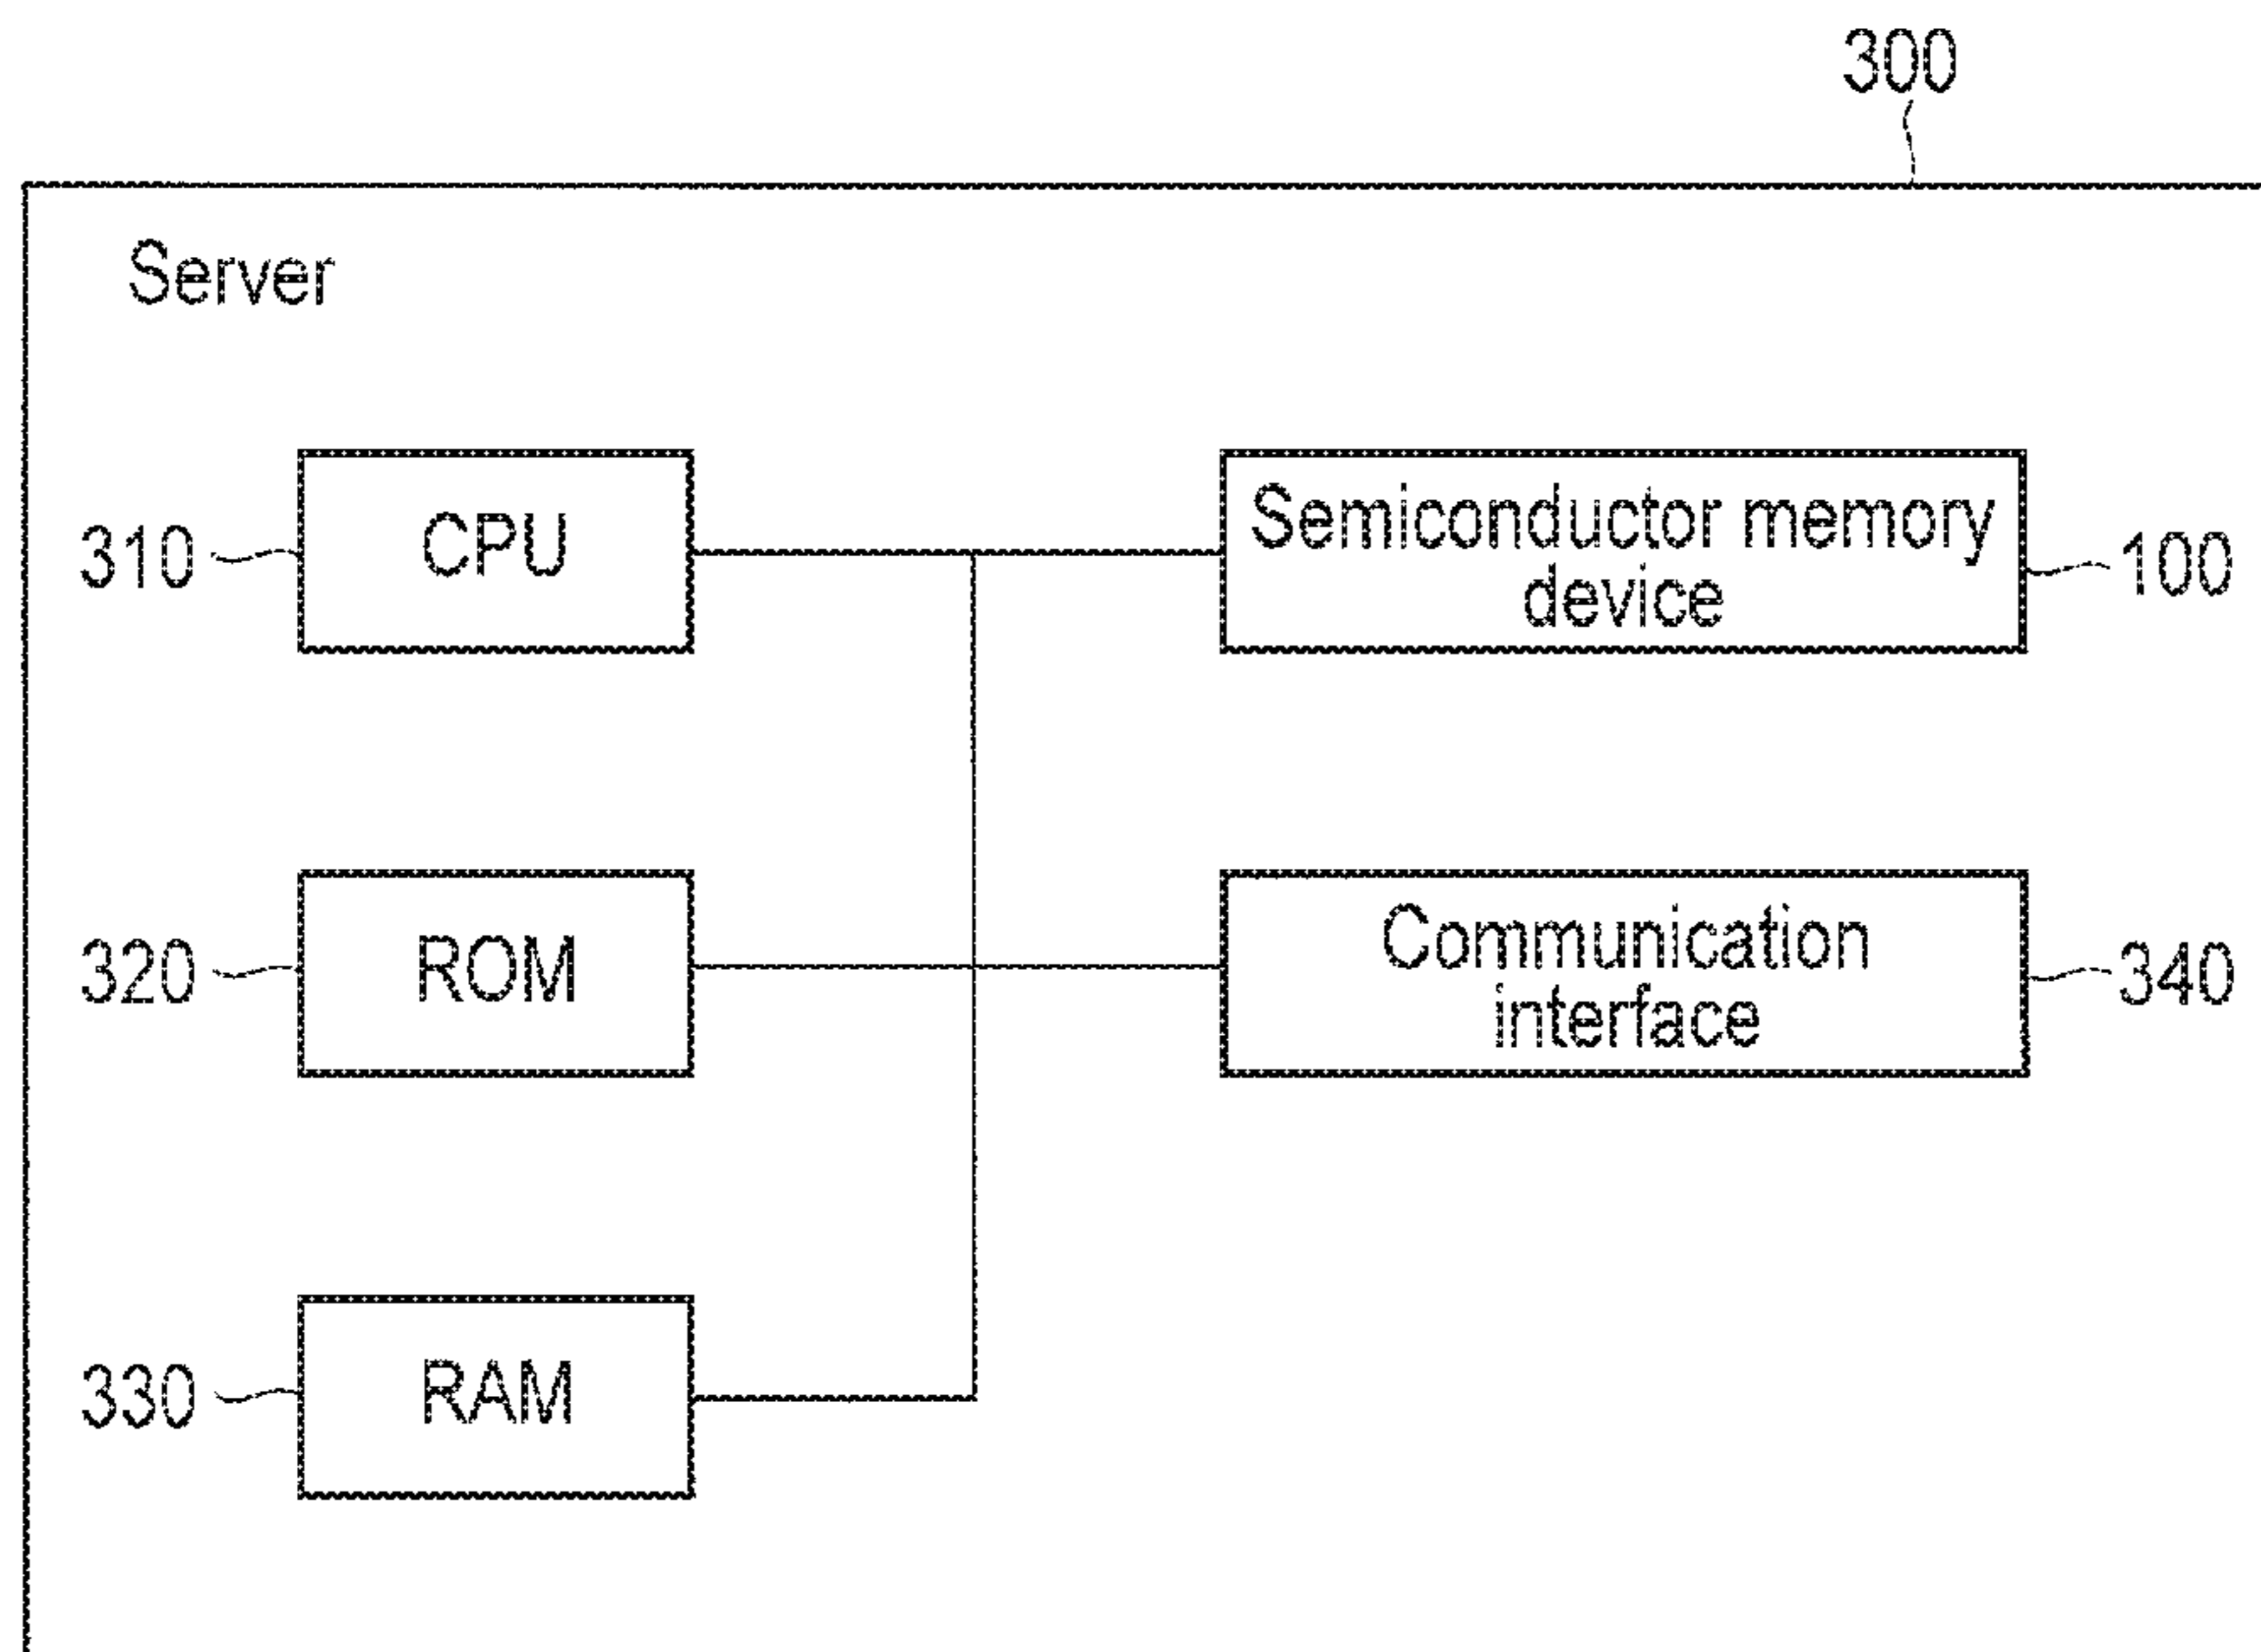 300
Server
310
CPU
Semiconductor memory
device
100
320
ROM
Communication
interface
340
330
RAM